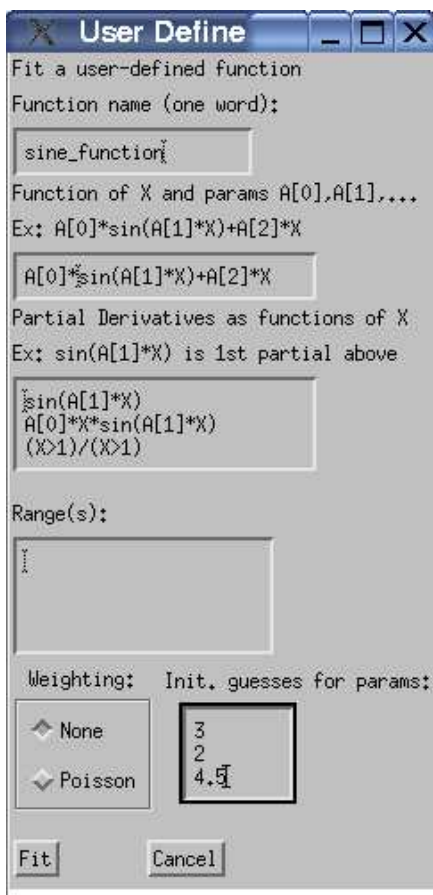 User Define
Fit a user-defined function
Function name (one word):
sine_function
Function of X and params A[0],A[1],...
Ex: A[0]*sin(A[1]*X)+A[2]*X
A[0]*sin(A[1]*X)+A[2]*X
Partial Derivatives as functions of X
Ex: sin(A[1]*X) is 1st partial above
sin(A[1]*X)
A[0]*X*sin(A[1]*X)
(X>1)/(X>1)
Range(s):
Weighting: Init. guesses for params:
None
3
2
Poisson
4.5
Fit Cancel